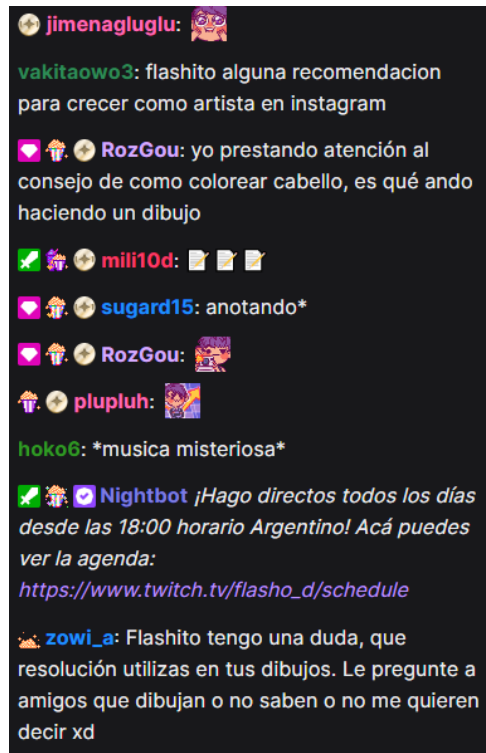 jimenagluglu:
vakitaowo3: flashito alguna recomendacion
para crecer como artista en instagram
RozGou: yo prestando atención al
consejo de como colorear cabello, es qué ando
haciendo un dibujo
mili10d: 📝 📝 📝
sugard15: anotando*
RozGou:
plupluh:
hoko6: *musica misteriosa*
Nightbot ¡Hago directos todos los días
desde las 18:00 horario Argentino! Acá puedes
ver la agenda:
https://www.twitch.tv/flasho_d/schedule
zowi_a: Flashito tengo una duda, que
resolución utilizas en tus dibujos. Le pregunte a
amigos que dibujan o no saben o no me quieren
decir xd